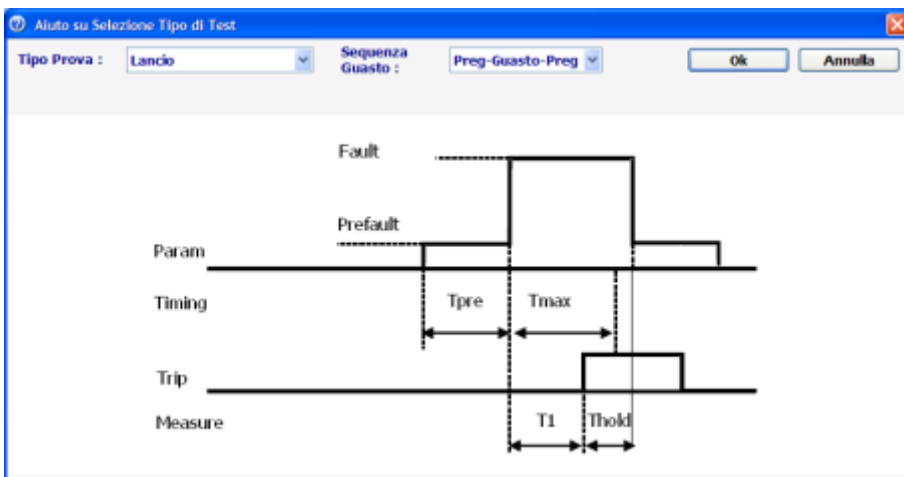 Aiuto su Selezione Tipo di Test
Tipo Prova : Lancio Sequenza Guasto : Preg-Guasto-Preg Ok Annulla
Fault
Prefault
Param
Timing Tpre Tmax
Trip
Measure T1 Thold